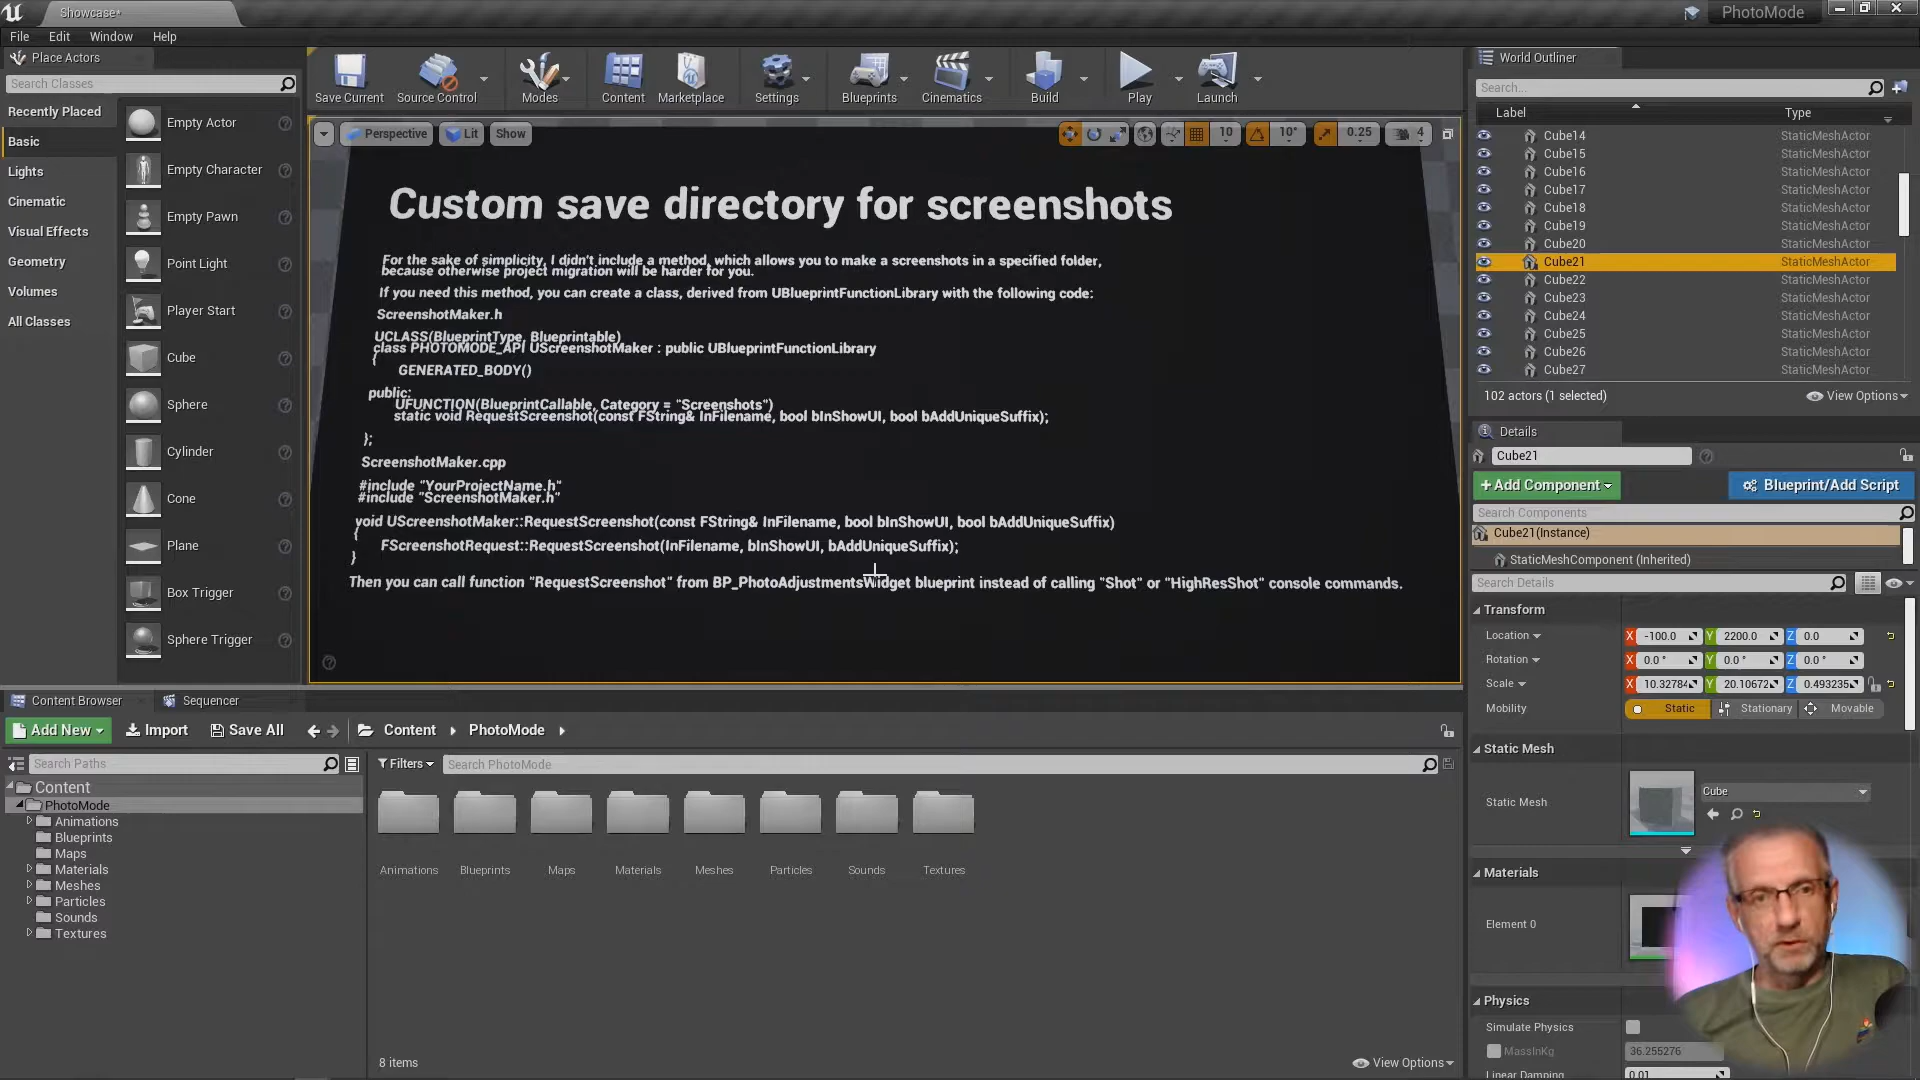 Showcase*
PhotoMode
File Edit Window Help
Place Actors
Search Classes
Recently Placed
Basic
Lights
Cinematic
Visual Effects
Geometry
Volumes
All Classes
Empty Actor
Empty Character
Empty Pawn
Point Light
Player Start
Cube
Sphere
Cylinder
Cone
Plane
Box Trigger
Sphere Trigger
Save Current Source Control Modes Content Marketplace Settings Blueprints Cinematics Build Play Launch
Perspective Lit Show 10 10° 0.25 4
Custom save directory for screenshots
For the sake of simplicity, I didn't include a method, which allows you to make a screenshots in a specified folder,
because otherwise project migration will be harder for you.
If you need this method, you can create a class, derived from UBlueprintFunctionLibrary with the following code:
ScreenshotMaker.h
UCLASS(BlueprintType, Blueprintable)
class PHOTOMODE_API UScreenshotMaker : public UBlueprintFunctionLibrary
{
GENERATED_BODY()
public:
UFUNCTION(BlueprintCallable, Category = "Screenshots")
static void RequestScreenshot(const FString& InFilename, bool bInShowUI, bool bAddUniqueSuffix);
};
ScreenshotMaker.cpp
#include "YourProjectName.h"
#include "ScreenshotMaker.h"
void UScreenshotMaker::RequestScreenshot(const FString& InFilename, bool bInShowUI, bool bAddUniqueSuffix)
{
FScreenshotRequest::RequestScreenshot(InFilename, bInShowUI, bAddUniqueSuffix);
}
Then you can call function "RequestScreenshot" from BP_PhotoAdjustmentsWidget blueprint instead of calling "Shot" or "HighResShot" console commands.
World Outliner
Search...
Label Type
Cube14 StaticMeshActor
Cube15 StaticMeshActor
Cube16 StaticMeshActor
Cube17 StaticMeshActor
Cube18 StaticMeshActor
Cube19 StaticMeshActor
Cube20 StaticMeshActor
Cube21 StaticMeshActor
Cube22 StaticMeshActor
Cube23 StaticMeshActor
Cube24 StaticMeshActor
Cube25 StaticMeshActor
Cube26 StaticMeshActor
Cube27 StaticMeshActor
102 actors (1 selected) View Options
Details
Cube21
+Add Component Blueprint/Add Script
Search Components
Cube21(Instance)
StaticMeshComponent (Inherited)
Search Details
Transform
Location X -100.0 Y 2200.0 Z 0.0
Rotation X 0.0 ° Y 0.0 ° Z 0.0 °
Scale X 10.32784 Y 20.10672 Z 0.493235
Mobility Static Stationary Movable
Static Mesh
Static Mesh Cube
Materials
Element 0
Physics
Simulate Physics
MassInKg 36.255276
Linear Damping 0.01
Content Browser Sequencer
Add New Import Save All Content PhotoMode
Search Paths
Filters Search PhotoMode
Content
PhotoMode
Animations
Blueprints
Maps
Materials
Meshes
Particles
Sounds
Textures
Animations Blueprints Maps Materials Meshes Particles Sounds Textures
8 items View Options